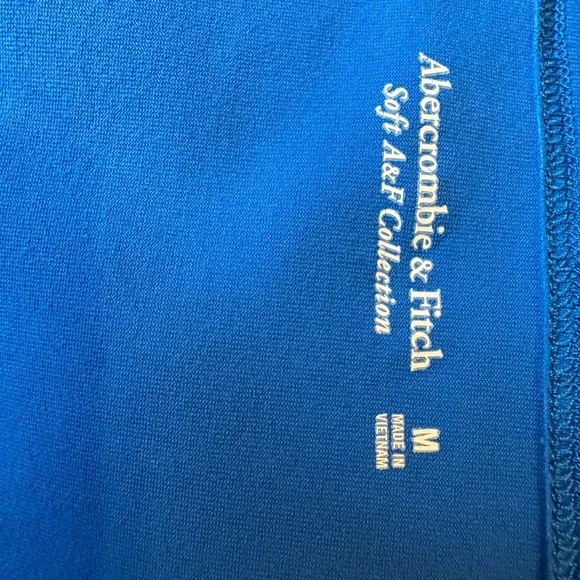 Abercrombie & Fitch
Soft A&F Collection
M
MADE IN
VIETNAM